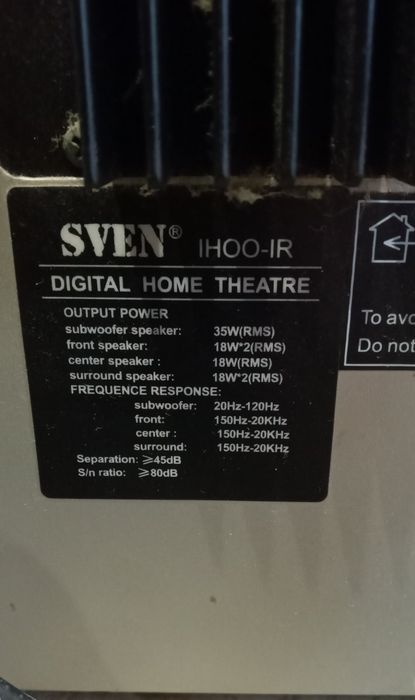 SVEN® IHOO-IR
DIGITAL HOME THEATRE
OUTPUT POWER
subwoofer speaker: 35W(RMS)
front speaker: 18W*2(RMS)
center speaker : 18W(RMS)
surround speaker: 18W*2(RMS)
FREQUENCE RESPONSE:
subwoofer: 20Hz-120Hz
front: 150Hz-20KHz
center : 150Hz-20KHz
surround: 150Hz-20KHz
Separation: ≥45dB
S/n ratio: ≥80dB
To avo
Do not